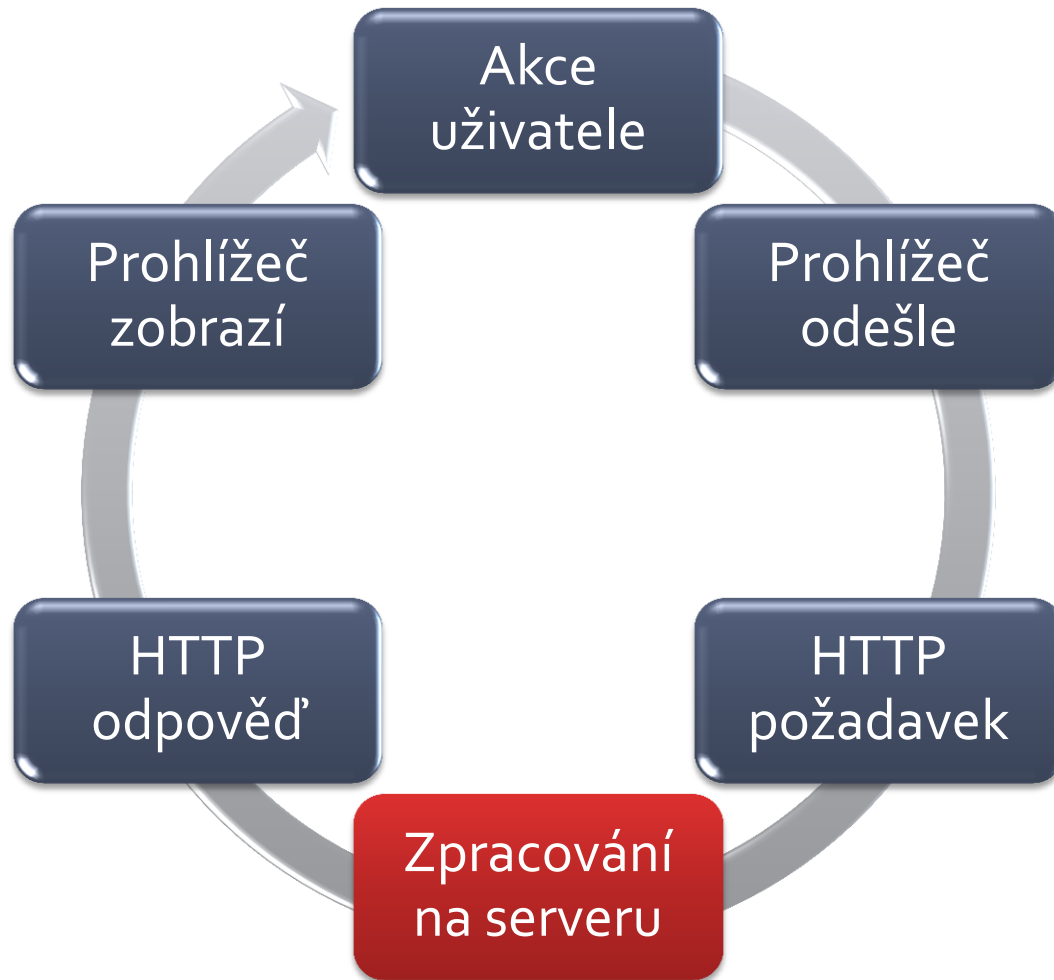 Akce
uživatele
Prohlížeč
odešle
HTTP
požadavek
Zpracování
na serveru
HTTP
odpověď
Prohlížeč
zobrazí